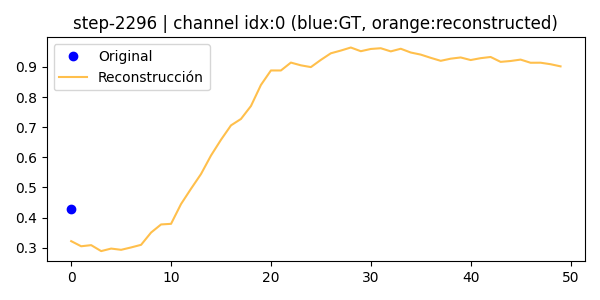 step-2296 | channel idx:0 (blue:GT, orange:reconstructed)
Original
Reconstrucción
0.9
0.8
0.7
0.6
0.5
0.4
0.3
0 10 20 30 40 50